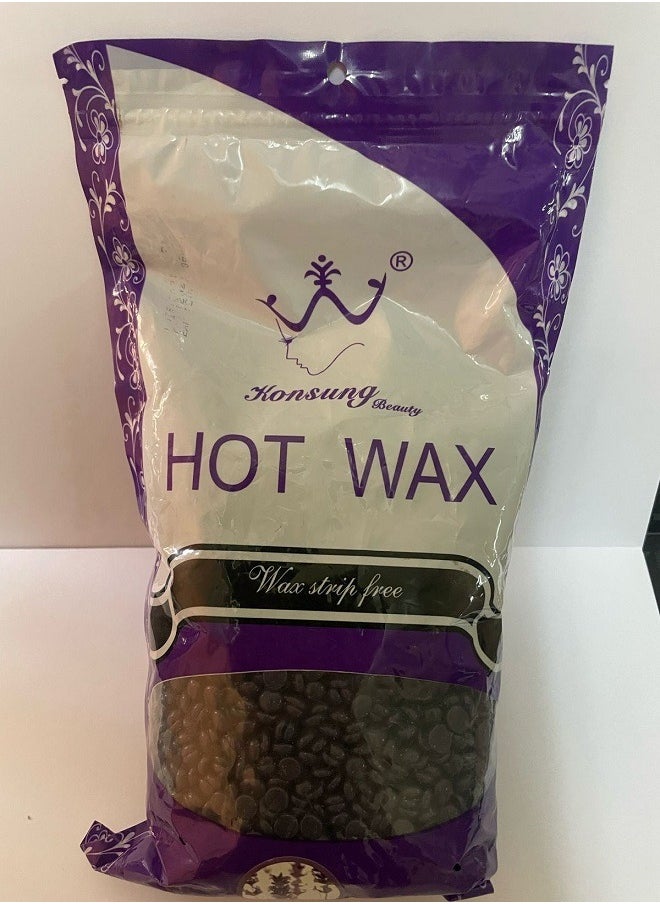 ®
Konsung Beauty
HOT WAX
Wax strip free